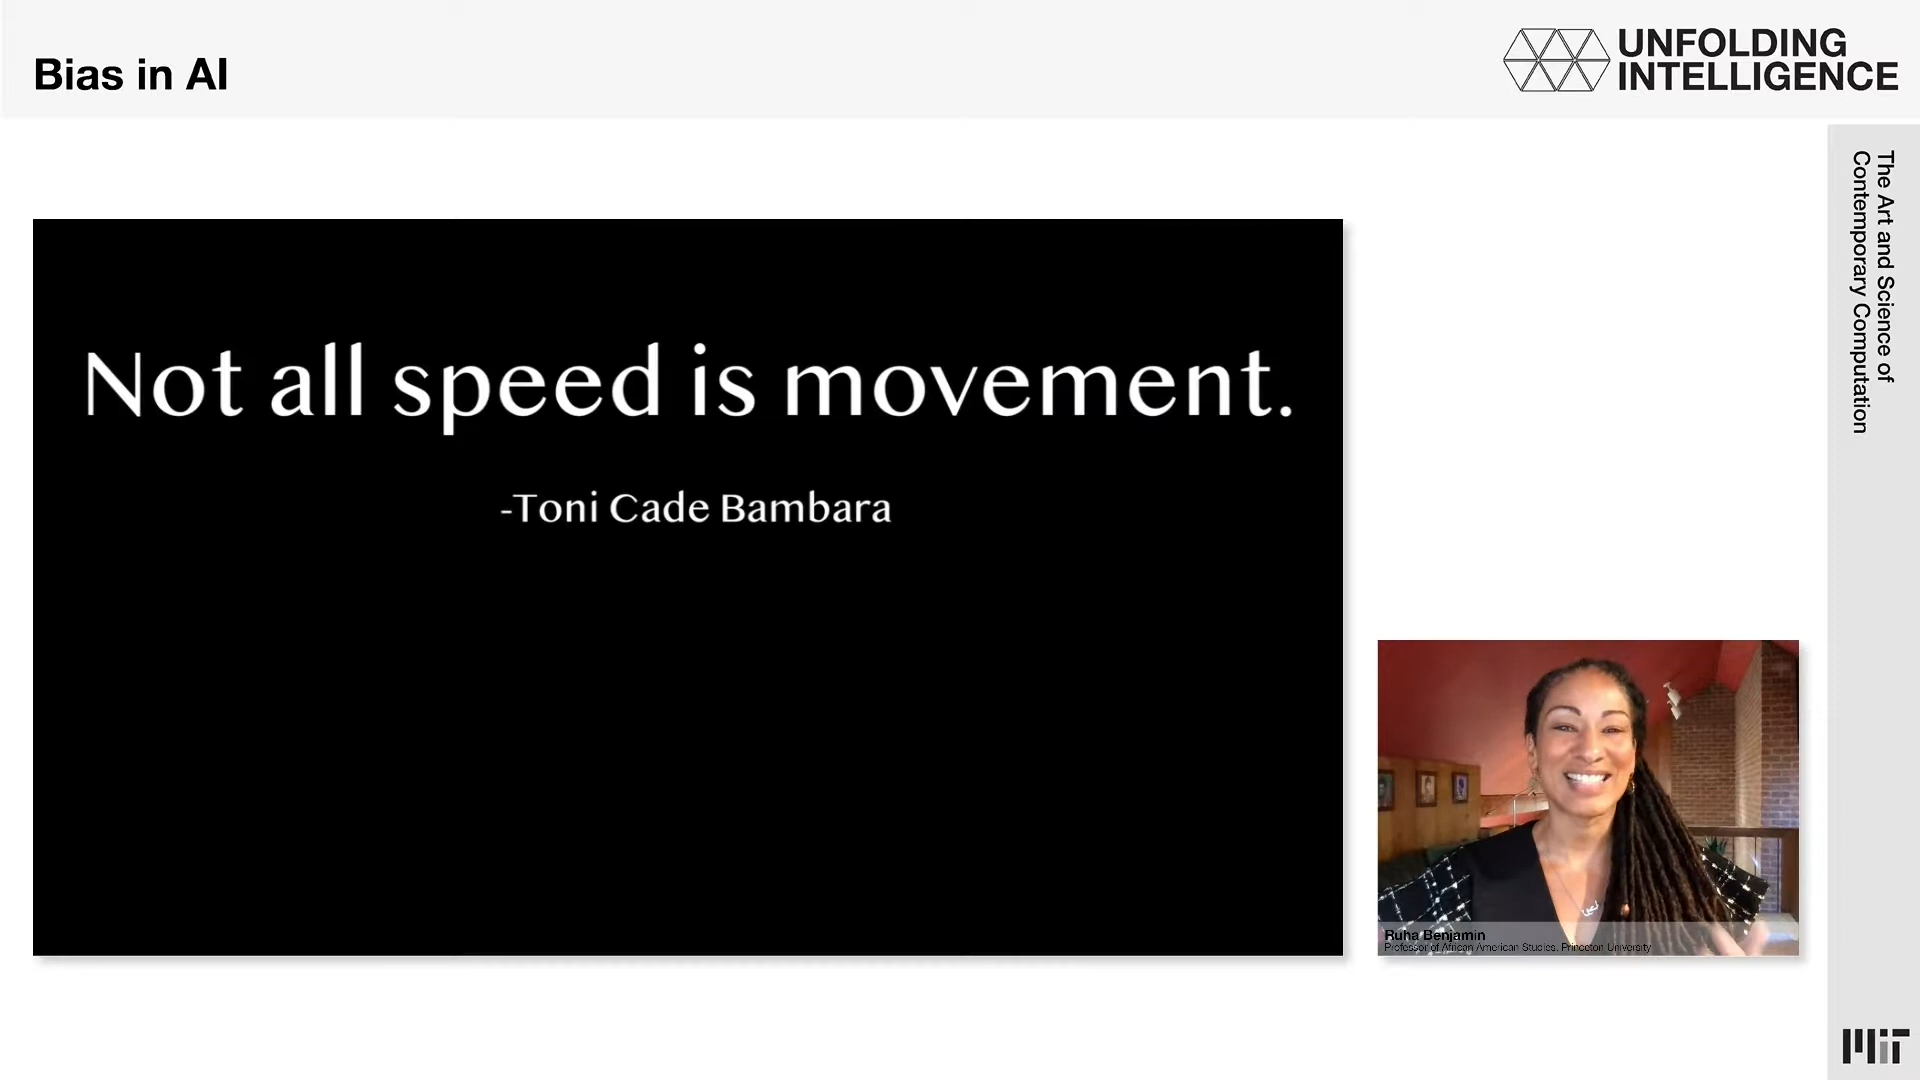 Bias in AI
UNFOLDING
INTELLIGENCE
The Art and Science of
Contemporary Computation
Not all speed is movement.
-Toni Cade Bambara
Ruha Benjamin
Professor of African American Studies, Princeton University
MIT